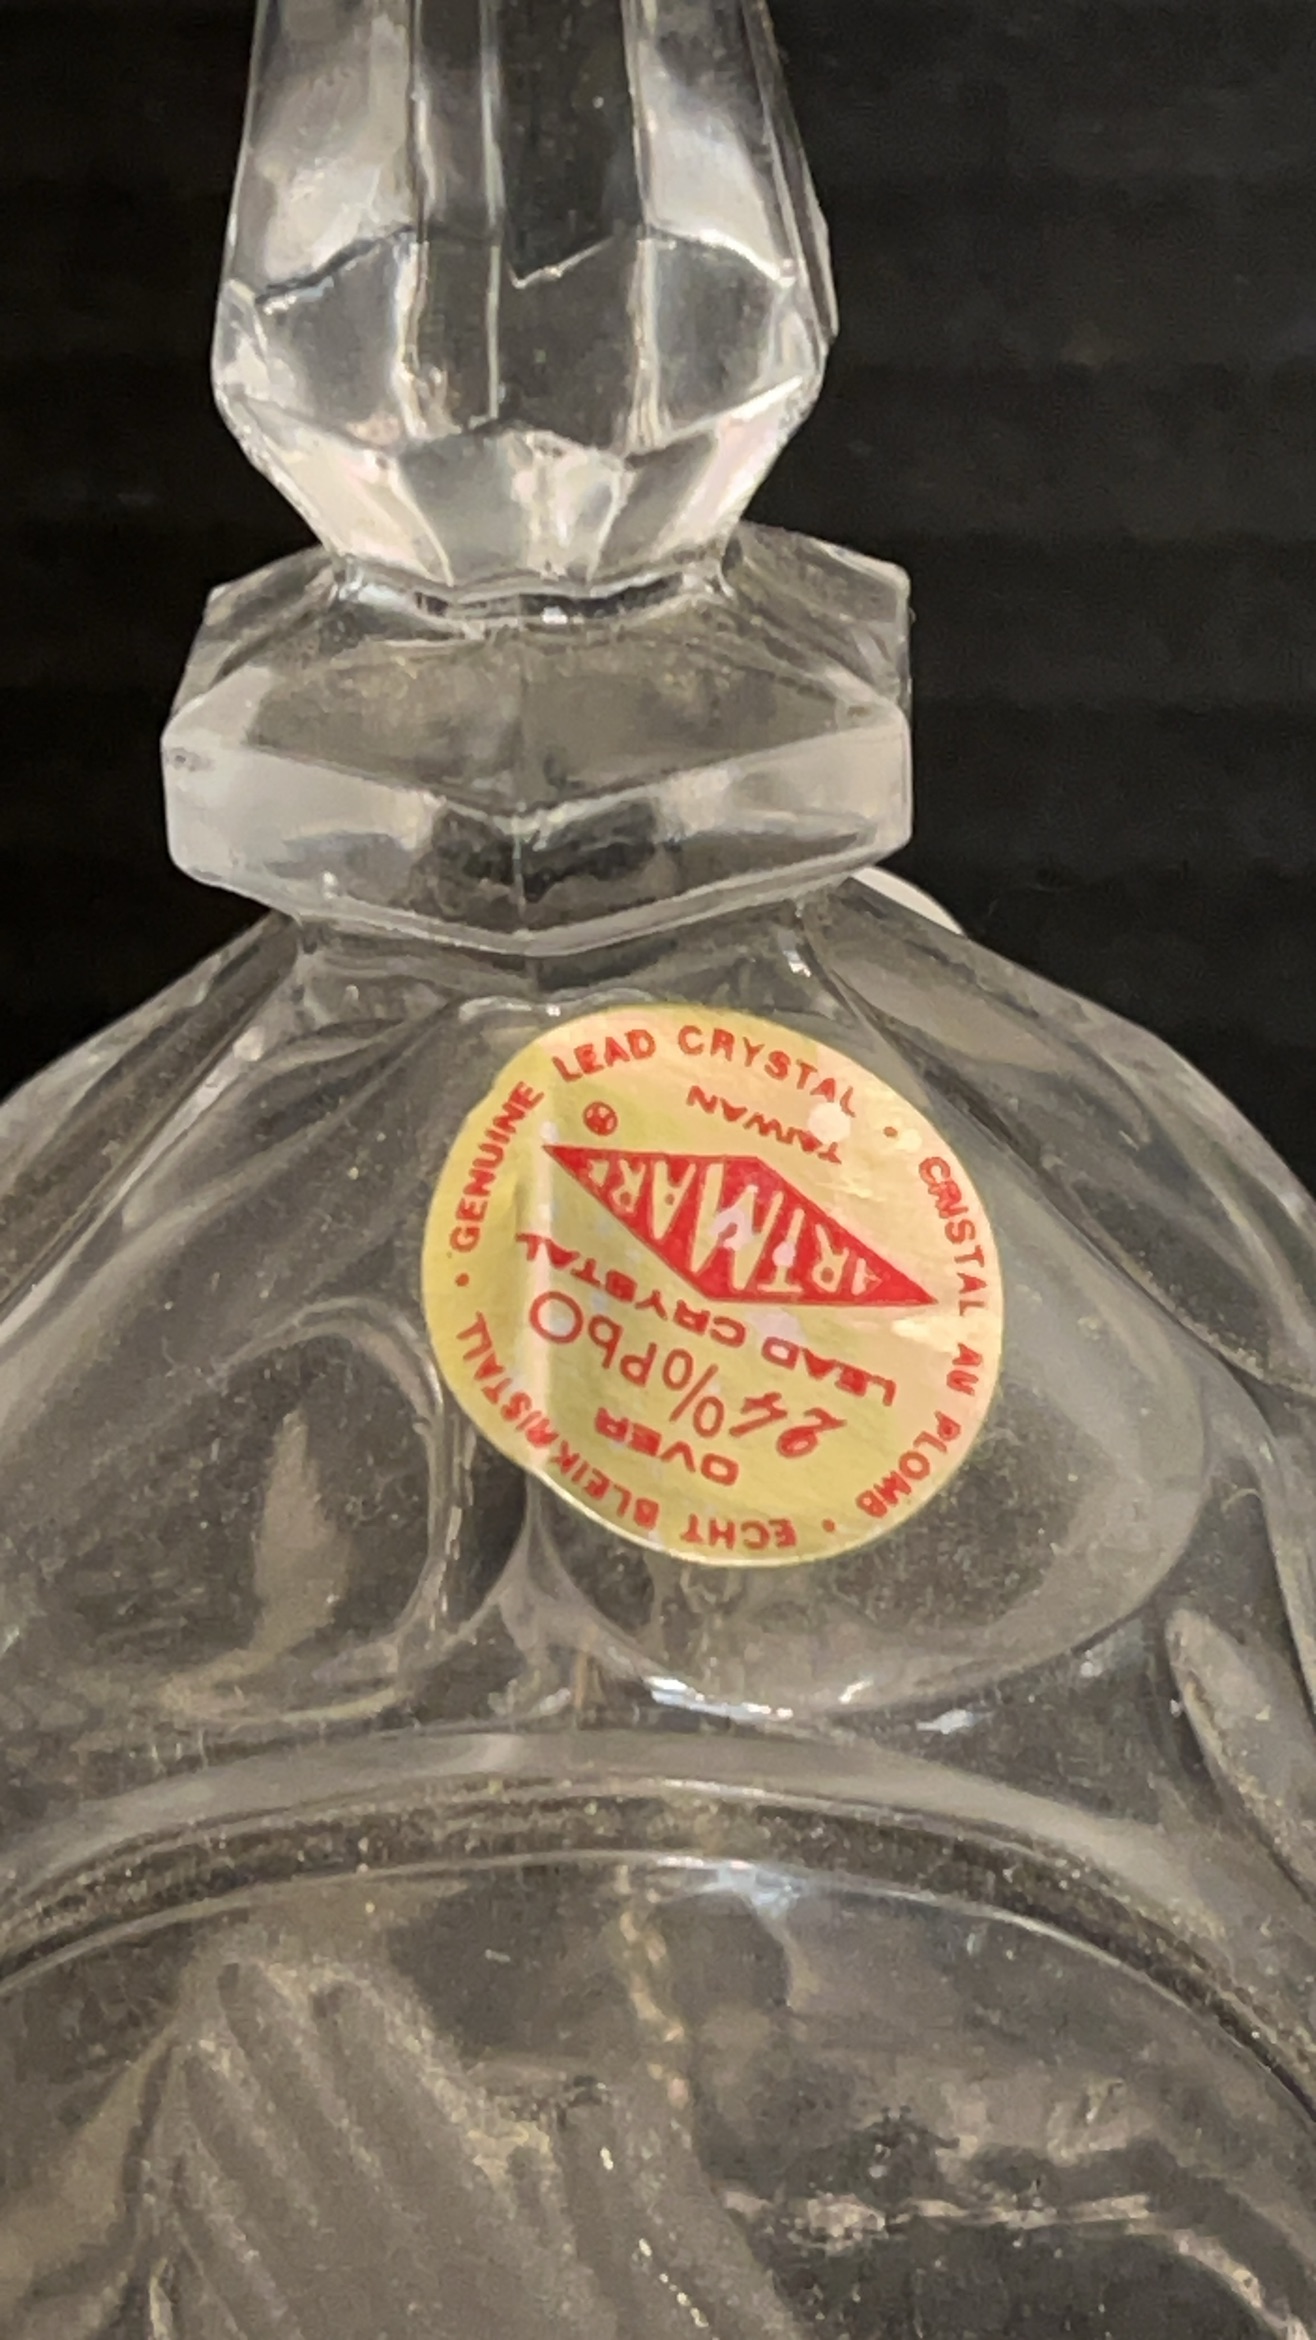 GENUINE LEAD CRYSTAL • CRISTAL AU PLOMB • ECHT BLEIKRISTALL •
OVER
24% PbO
LEAD CRYSTAL
ARTMARK ®
TAIWAN